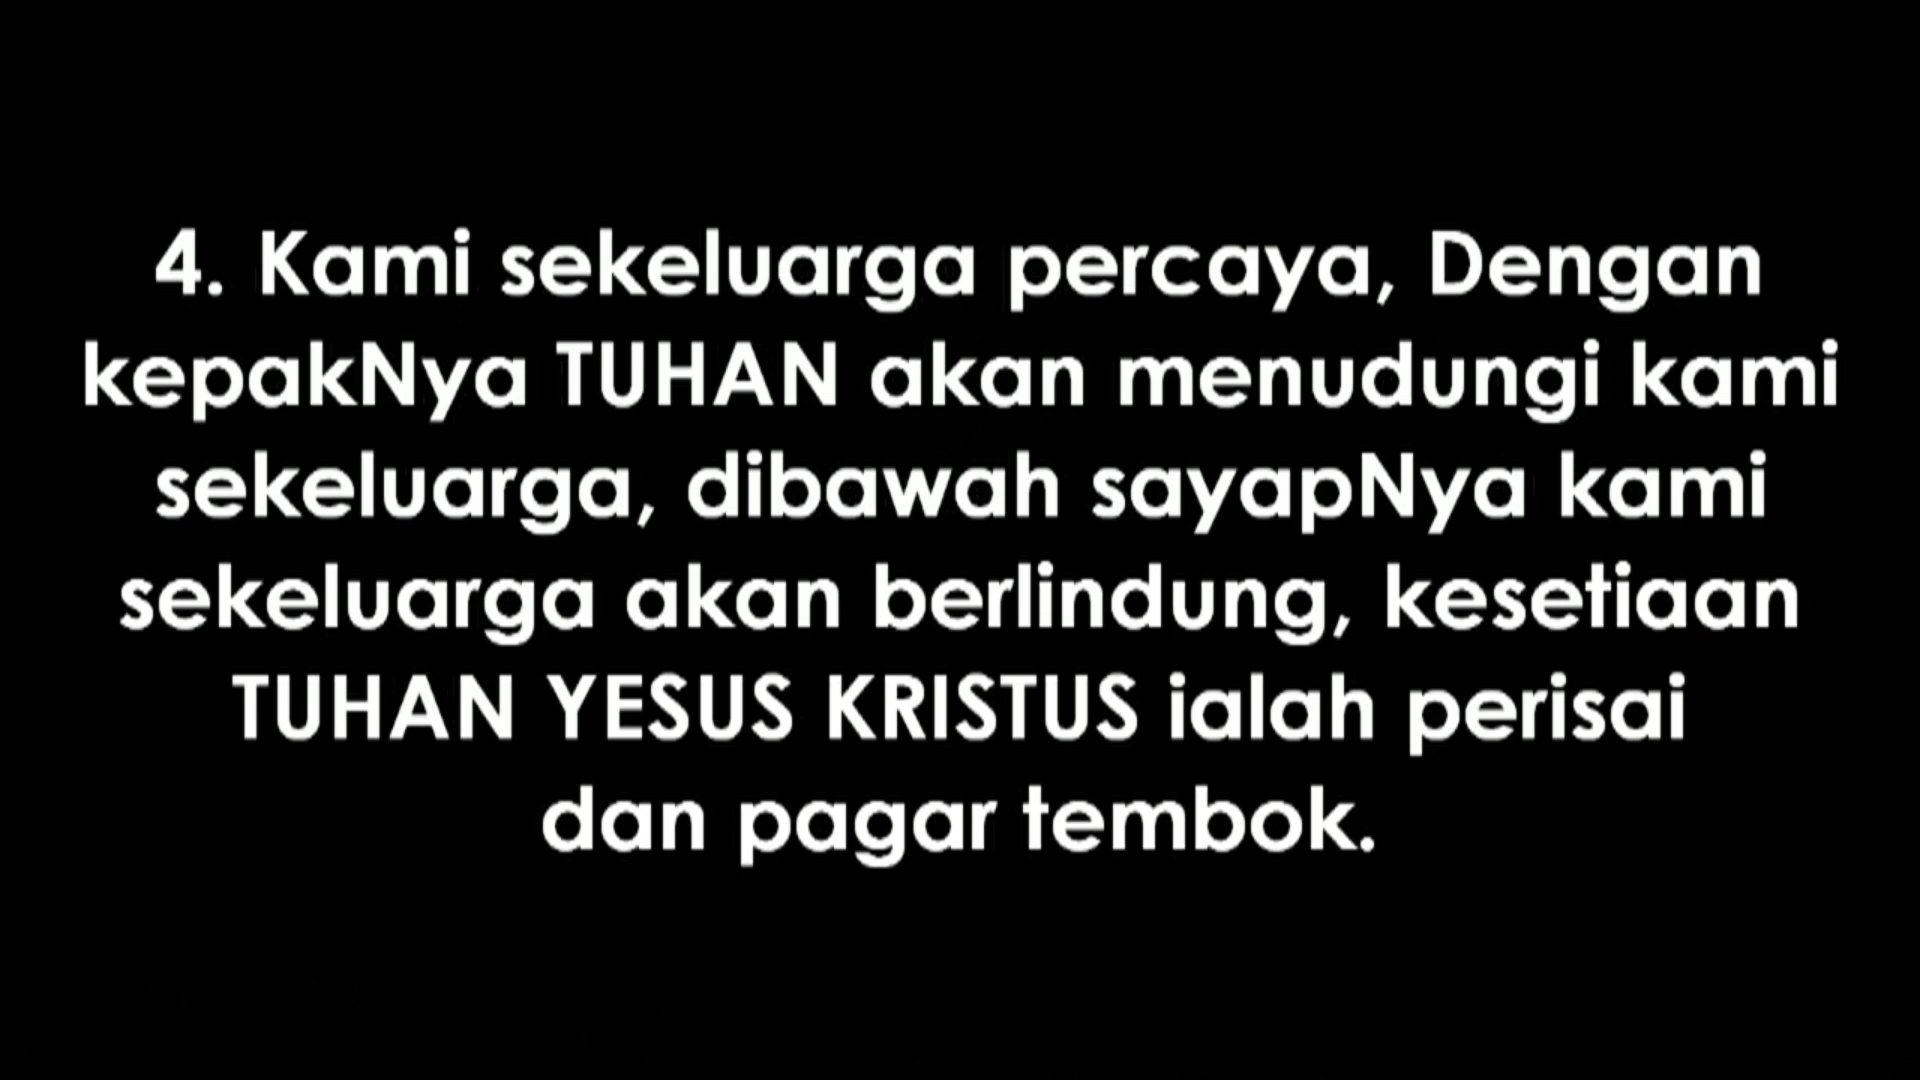 4. Kami sekeluarga percaya, Dengan
kepakNya TUHAN akan menudungi kami
sekeluarga, dibawah sayapNya kami
sekeluarga akan berlindung, kesetiaan
TUHAN YESUS KRISTUS ialah perisai
dan pagar tembok.